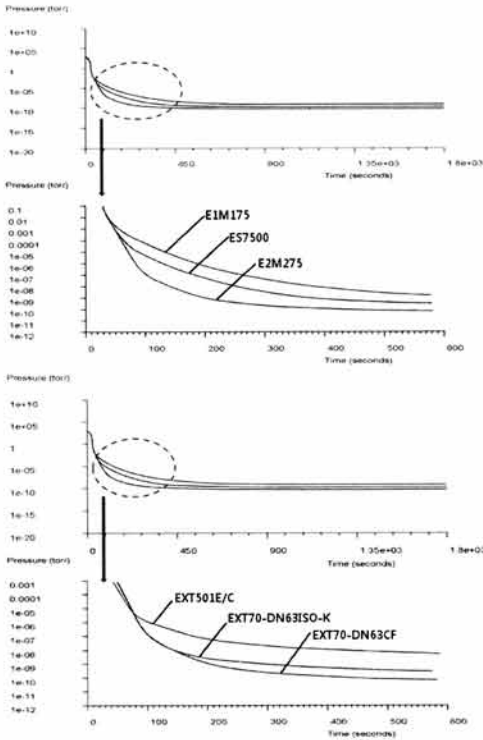 Pressure (torr)
1e+10
1e+05
1
1e-05
1e-10
1e-15
1e-20
0 450 900 1.35e+03 1.8e+03
Time (seconds)
Pressure (torr)
0.1
0.01
0.001
0.0001
1e-05
1e-06
1e-07
1e-08
1e-09
1e-10
1e-11
1e-12
E1M175
ES7500
E2M275
0 100 200 300 400 500 600
Time (seconds)
Pressure (torr)
1e+10
1e+05
1
1e-05
1e-10
1e-15
1e-20
0 450 900 1.35e+03 1.8e+03
Time (seconds)
Pressure (torr)
0.001
0.0001
1e-05
1e-06
1e-07
1e-08
1e-09
1e-10
1e-11
1e-12
EXT501E/C
EXT70-DN63ISO-K
EXT70-DN63CF
0 100 200 300 400 500 600
Time (seconds)